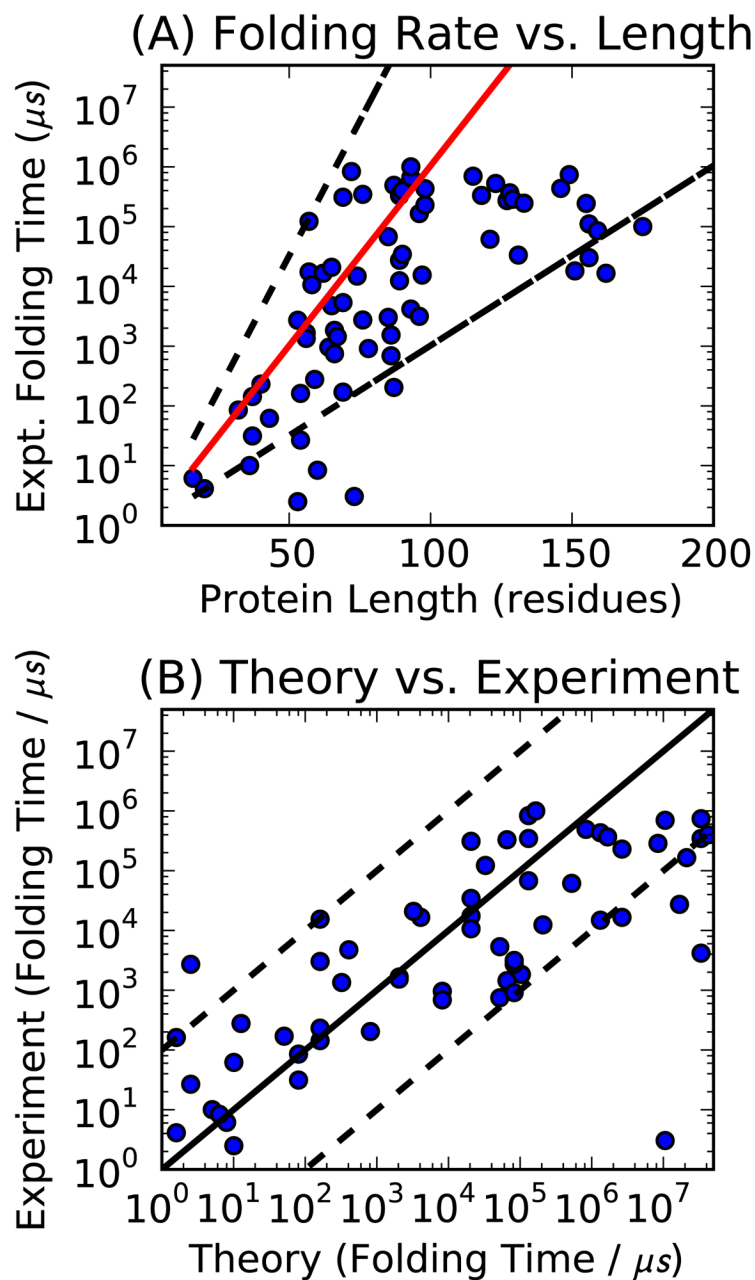 (A) Folding Rate vs. Length
Expt. Folding Time (μs)
10⁷
10⁶
10⁵
10⁴
10³
10²
10¹
10⁰
50 100 150 200
Protein Length (residues)
(B) Theory vs. Experiment
Experiment (Folding Time / μs)
10⁷
10⁶
10⁵
10⁴
10³
10²
10¹
10⁰
10⁰ 10¹ 10² 10³ 10⁴ 10⁵ 10⁶ 10⁷
Theory (Folding Time / μs)